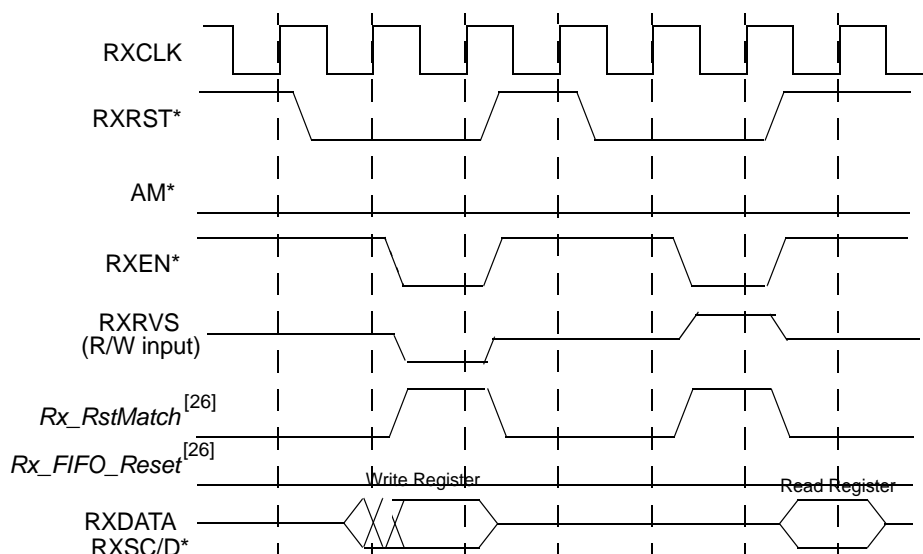 RXCLK
RXRST*
AM*
RXEN*
RXRVS
(R/W input)
Rx_RstMatch[26]
Rx_FIFO_Reset[26]
Write Register
Read Register
RXDATA
RXSC/D*